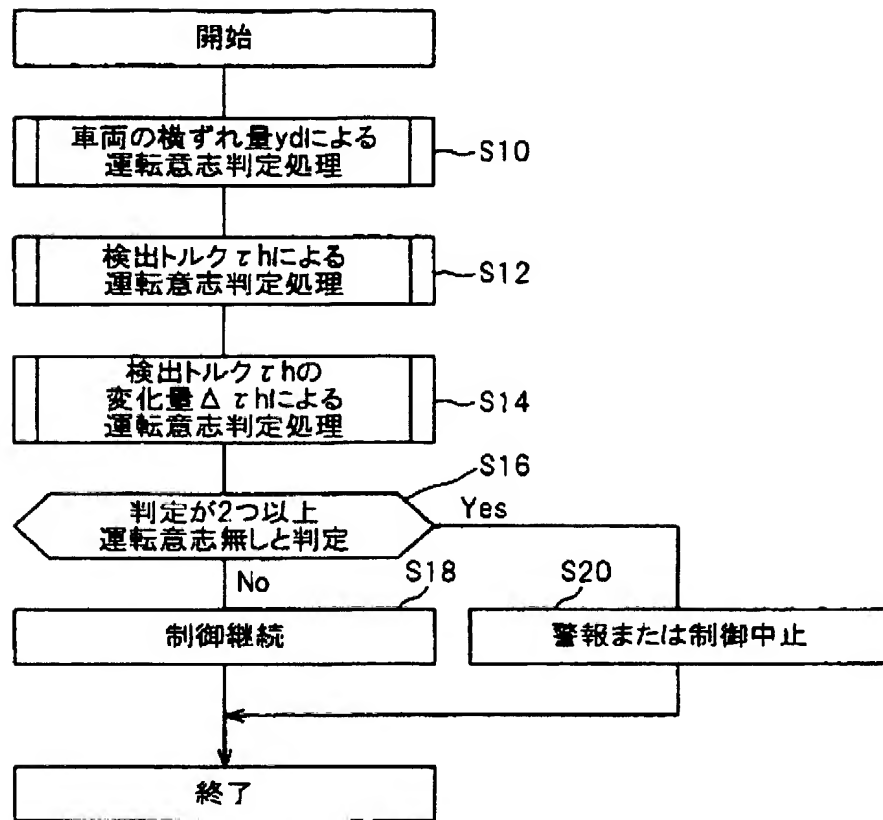 開始
車両の横ずれ量ydによる
運転意志判定処理
S10
検出トルクτhによる
運転意志判定処理
S12
検出トルクτhの
変化量Δτhによる
運転意志判定処理
S14
S16
判定が2つ以上
運転意志無しと判定
Yes
No
S18
制御継続
S20
警報または制御中止
終了